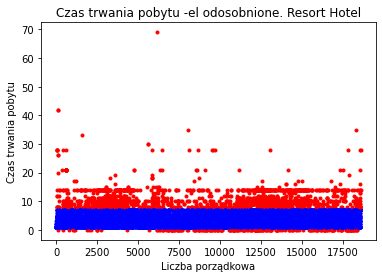 Czas trwania pobytu -el odosobnione. Resort Hotel
70
60
50
40
30
20
10
0
Czas trwania pobytu
0 2500 5000 7500 10000 12500 15000 17500
Liczba porządkowa